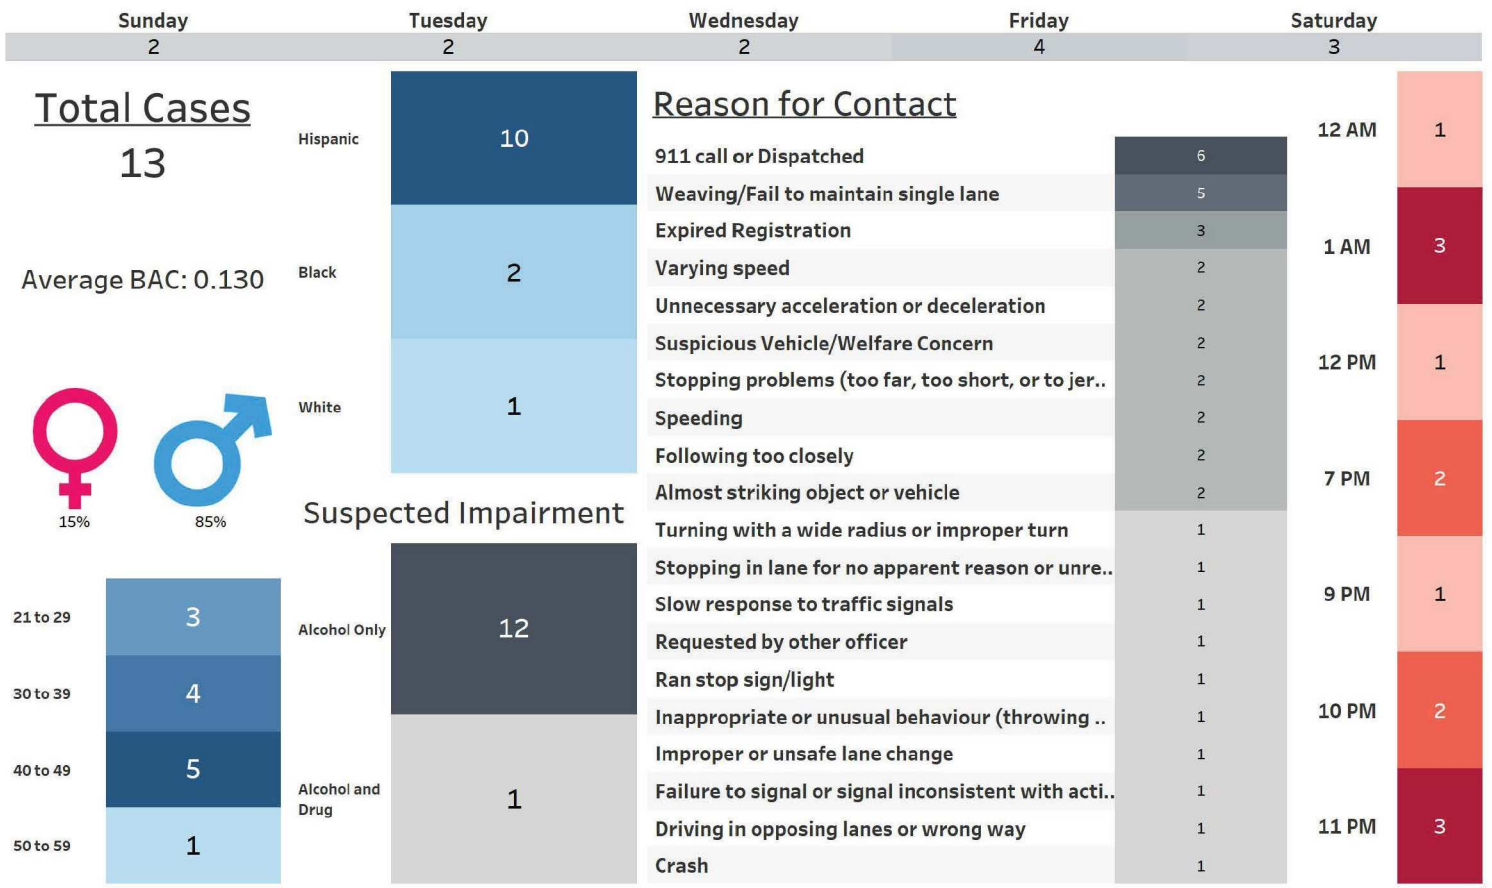 Sunday Tuesday Wednesday Friday Saturday
2 2 2 4 3
Total Cases
13
Average BAC: 0.130
15% 85%
21 to 29 3
30 to 39 4
40 to 49 5
50 to 59 1
Hispanic 10
Black 2
White 1
Suspected Impairment
Alcohol Only 12
Alcohol and
Drug 1
Reason for Contact
911 call or Dispatched 6
Weaving/Fail to maintain single lane 5
Expired Registration 3
Varying speed 2
Unnecessary acceleration or deceleration 2
Suspicious Vehicle/Welfare Concern 2
Stopping problems (too far, too short, or to jer.. 2
Speeding 2
Following too closely 2
Almost striking object or vehicle 2
Turning with a wide radius or improper turn 1
Stopping in lane for no apparent reason or unre.. 1
Slow response to traffic signals 1
Requested by other officer 1
Ran stop sign/light 1
Inappropriate or unusual behaviour (throwing .. 1
Improper or unsafe lane change 1
Failure to signal or signal inconsistent with acti.. 1
Driving in opposing lanes or wrong way 1
Crash 1
12 AM 1
1 AM 3
12 PM 1
7 PM 2
9 PM 1
10 PM 2
11 PM 3